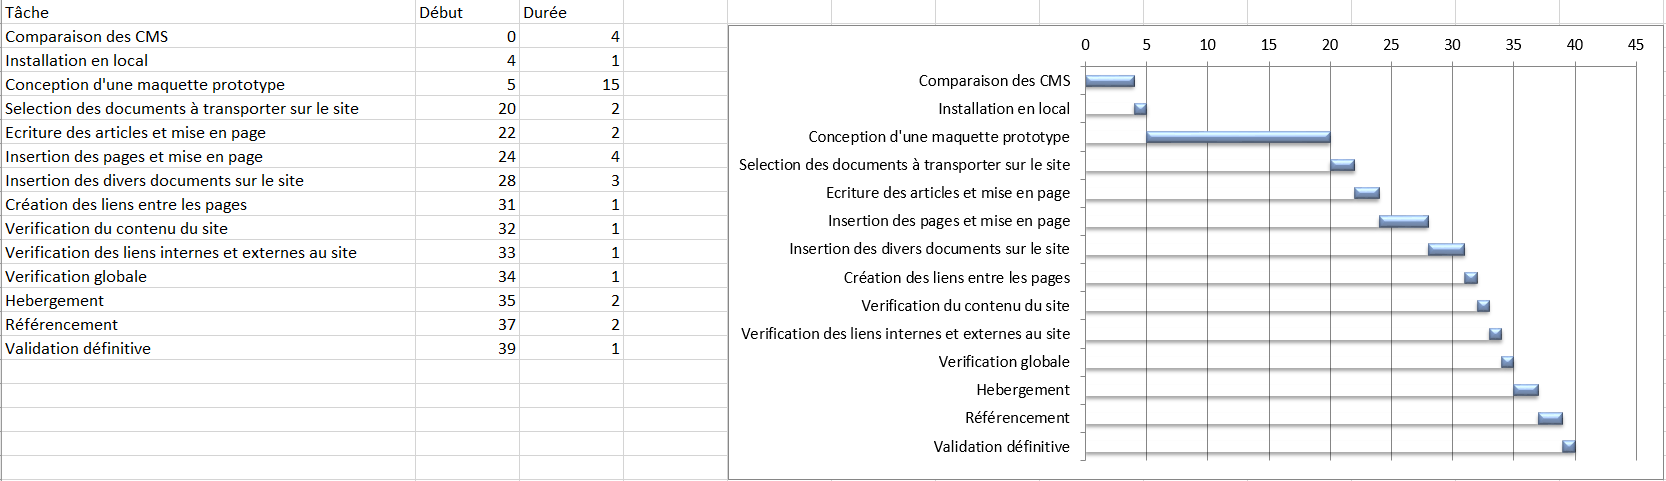 Tâche Début Durée
Comparaison des CMS 0 4
Installation en local 4 1
Conception d'une maquette prototype 5 15
Selection des documents à transporter sur le site 20 2
Ecriture des articles et mise en page 22 2
Insertion des pages et mise en page 24 4
Insertion des divers documents sur le site 28 3
Création des liens entre les pages 31 1
Verification du contenu du site 32 1
Verification des liens internes et externes au site 33 1
Verification globale 34 1
Hebergement 35 2
Référencement 37 2
Validation définitive 39 1
0 5 10 15 20 25 30 35 40 45
Comparaison des CMS
Installation en local
Conception d'une maquette prototype
Selection des documents à transporter sur le site
Ecriture des articles et mise en page
Insertion des pages et mise en page
Insertion des divers documents sur le site
Création des liens entre les pages
Verification du contenu du site
Verification des liens internes et externes au site
Verification globale
Hebergement
Référencement
Validation définitive